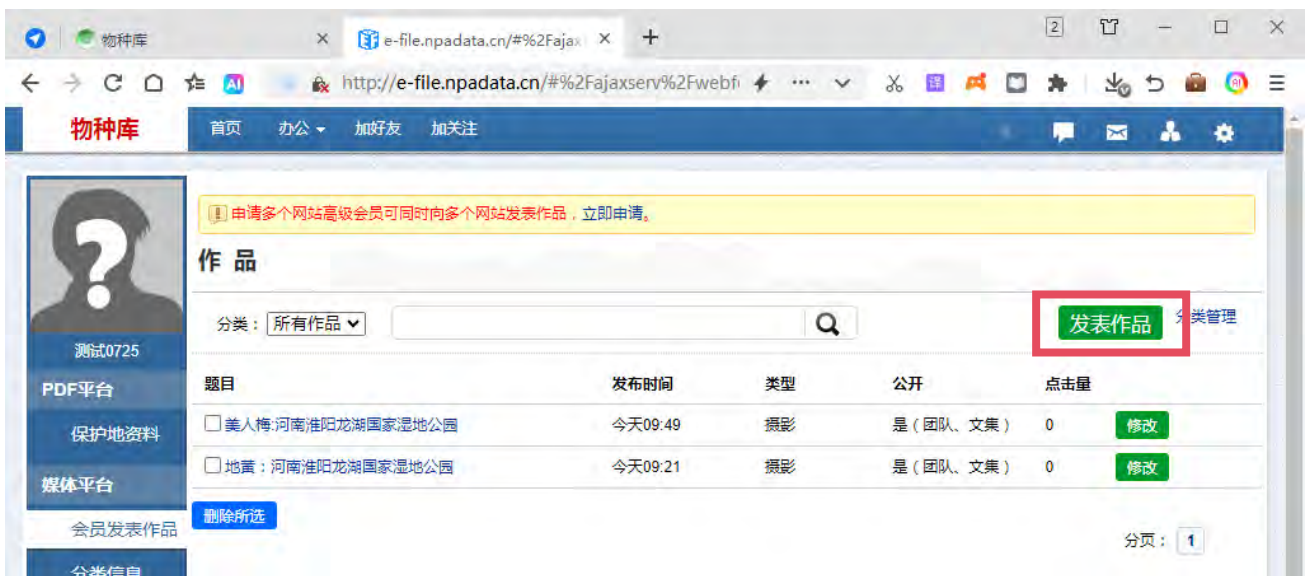 物种库 e-file.npadata.cn/#%2Fajax 2
AI http://e-file.npadata.cn/#%2Fajaxserv%2Fwebf 译 AI
物种库 首页 办公 加好友 加关注
申请多个网站高级会员可同时向多个网站发表作品，立即申请。
作 品
分类： 所有作品 发表作品 分类管理
测试0725
PDF平台
保护地资料
媒体平台
会员发表作品
分类信息
题目 发布时间 类型 公开 点击量
美人梅:河南淮阳龙湖国家湿地公园 今天09:49 摄影 是（团队、文集） 0 修改
地黄：河南淮阳龙湖国家湿地公园 今天09:21 摄影 是（团队、文集） 0 修改
删除所选
分页： 1